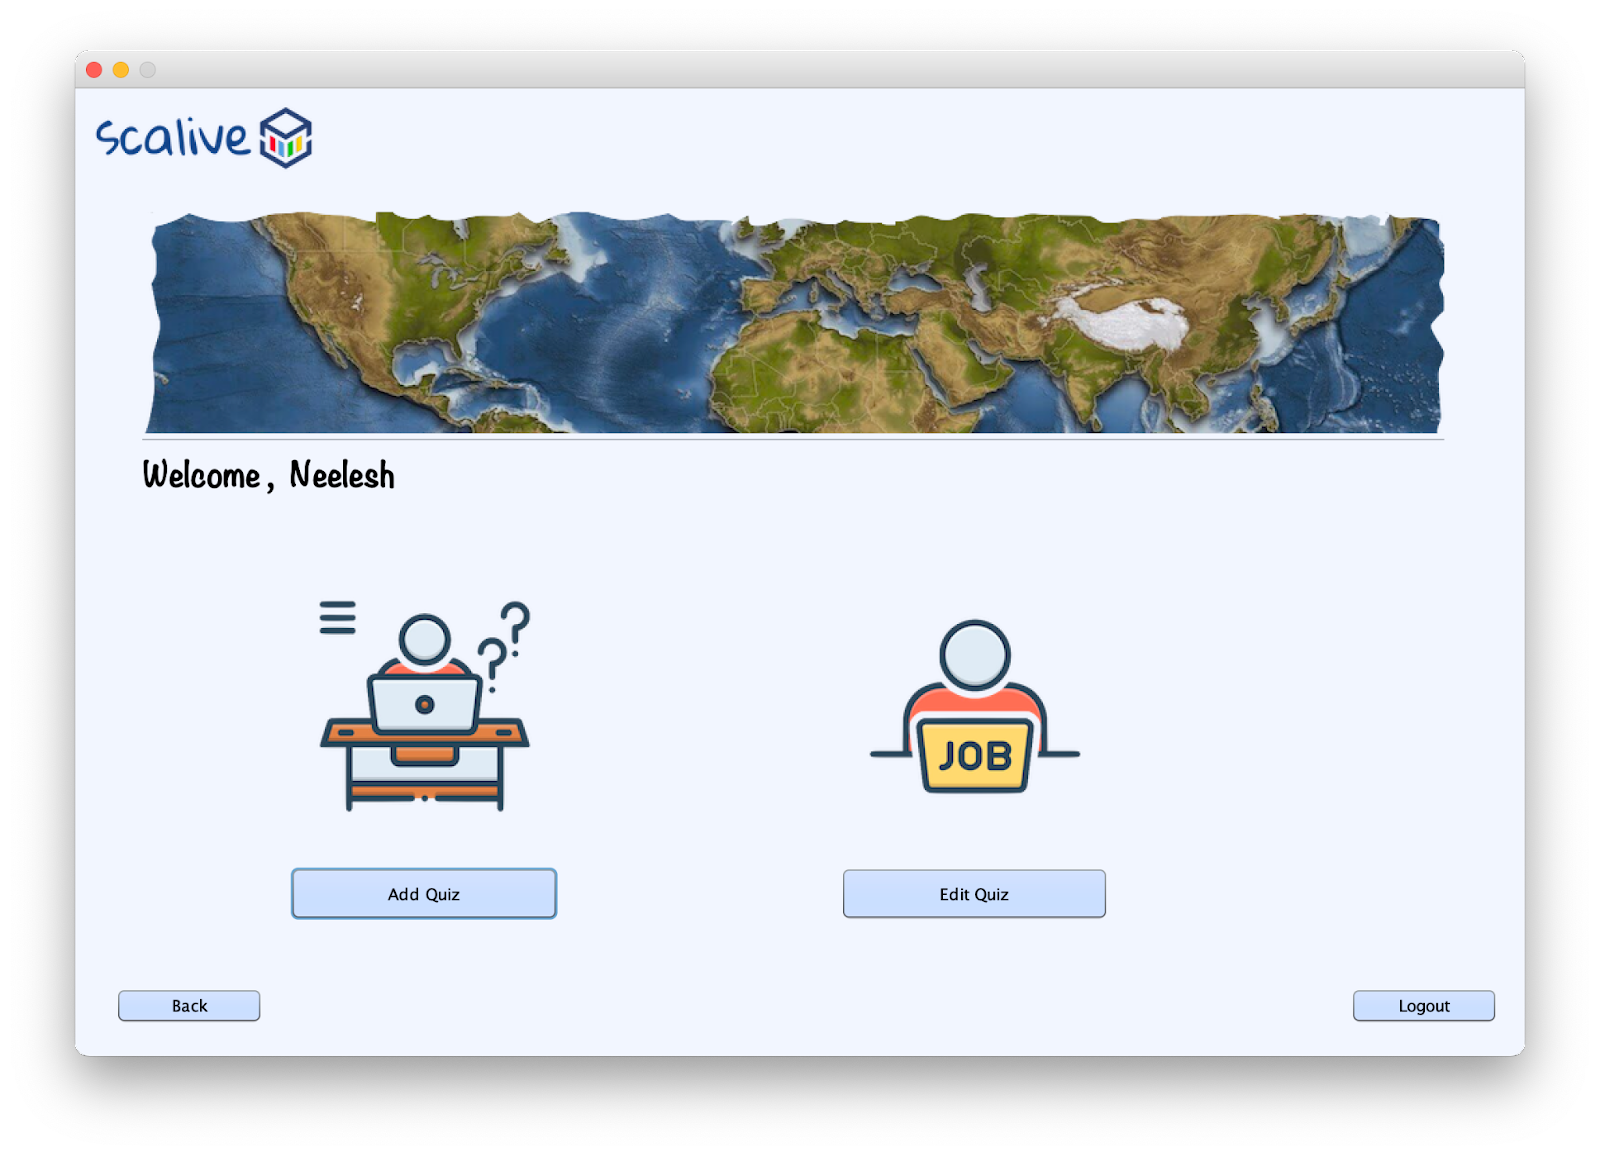 scalive
Welcome, Neelesh
??
JOB
Add Quiz
Edit Quiz
Back
Logout